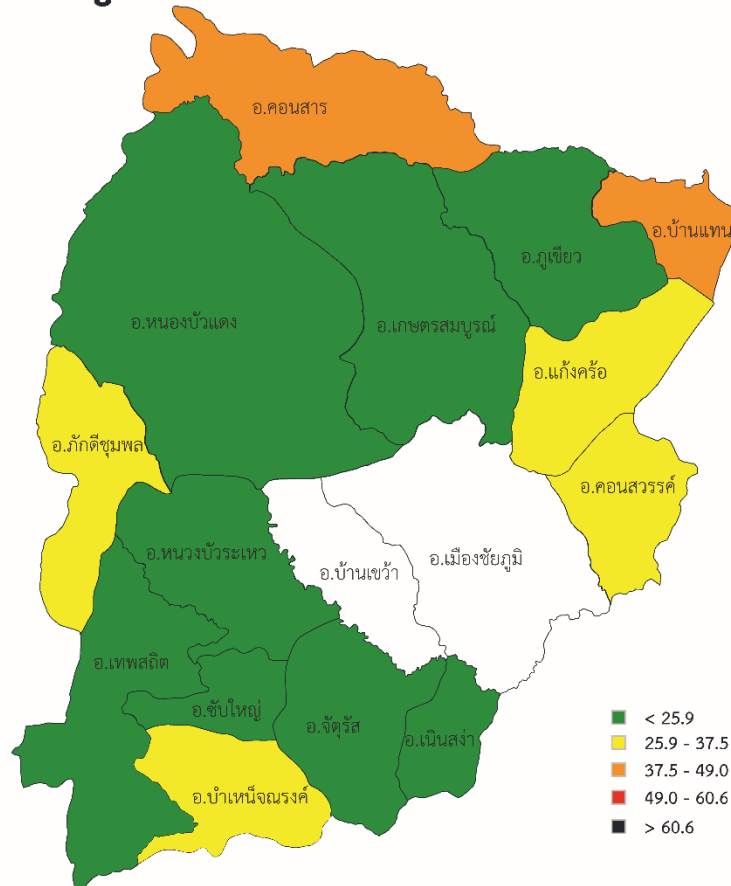 อ.คอนสาร
อ.บ้านแทน
อ.ภูเขียว
อ.หนองบัวแดง
อ.เกษตรสมบูรณ์
อ.แก้งคร้อ
อ.ภักดีชุมพล
อ.คอนสวรรค์
อ.หนวงบัวระเหว
อ.บ้านเขว้า
อ.เมืองชัยภูมิ
อ.เทพสถิต
อ.ซับใหญ่
อ.จัตุรัส
อ.เนินสง่า
อ.บำเหน็จณรงค์
< 25.9
25.9 - 37.5
37.5 - 49.0
49.0 - 60.6
> 60.6